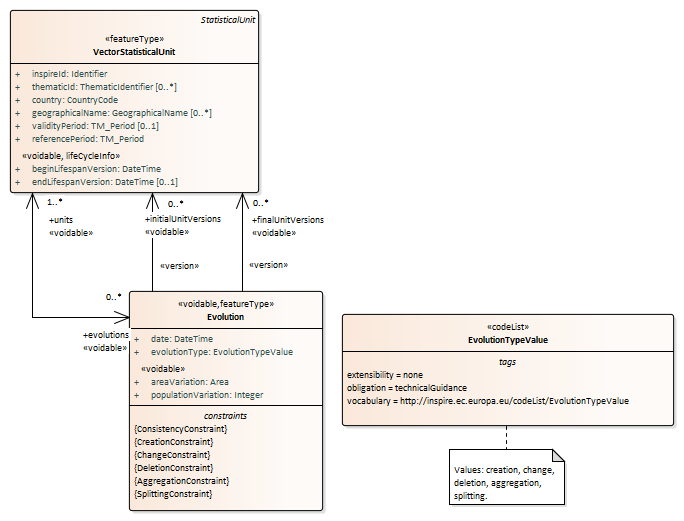 StatisticalUnit
«featureType»
VectorStatisticalUnit
+ inspireId: Identifier
+ thematicId: ThematicIdentifier [0..*]
+ country: CountryCode
+ geographicalName: GeographicalName [0..*]
+ validityPeriod: TM_Period [0..1]
+ referencePeriod: TM_Period
«voidable, lifeCycleInfo»
+ beginLifespanVersion: DateTime
+ endLifespanVersion: DateTime [0..1]
1..*
+units
«voidable»
0..*
+initialUnitVersions
«voidable»
«version»
0..*
+finalUnitVersions
«voidable»
«version»
0..*
+evolutions
«voidable»
«voidable,featureType»
Evolution
+ date: DateTime
+ evolutionType: EvolutionTypeValue
«voidable»
+ areaVariation: Area
+ populationVariation: Integer
constraints
{ConsistencyConstraint}
{CreationConstraint}
{ChangeConstraint}
{DeletionConstraint}
{AggregationConstraint}
{SplittingConstraint}
«codeList»
EvolutionTypeValue
tags
extensibility = none
obligation = technicalGuidance
vocabulary = http://inspire.ec.europa.eu/codeList/EvolutionTypeValue
Values: creation, change,
deletion, aggregation,
splitting.